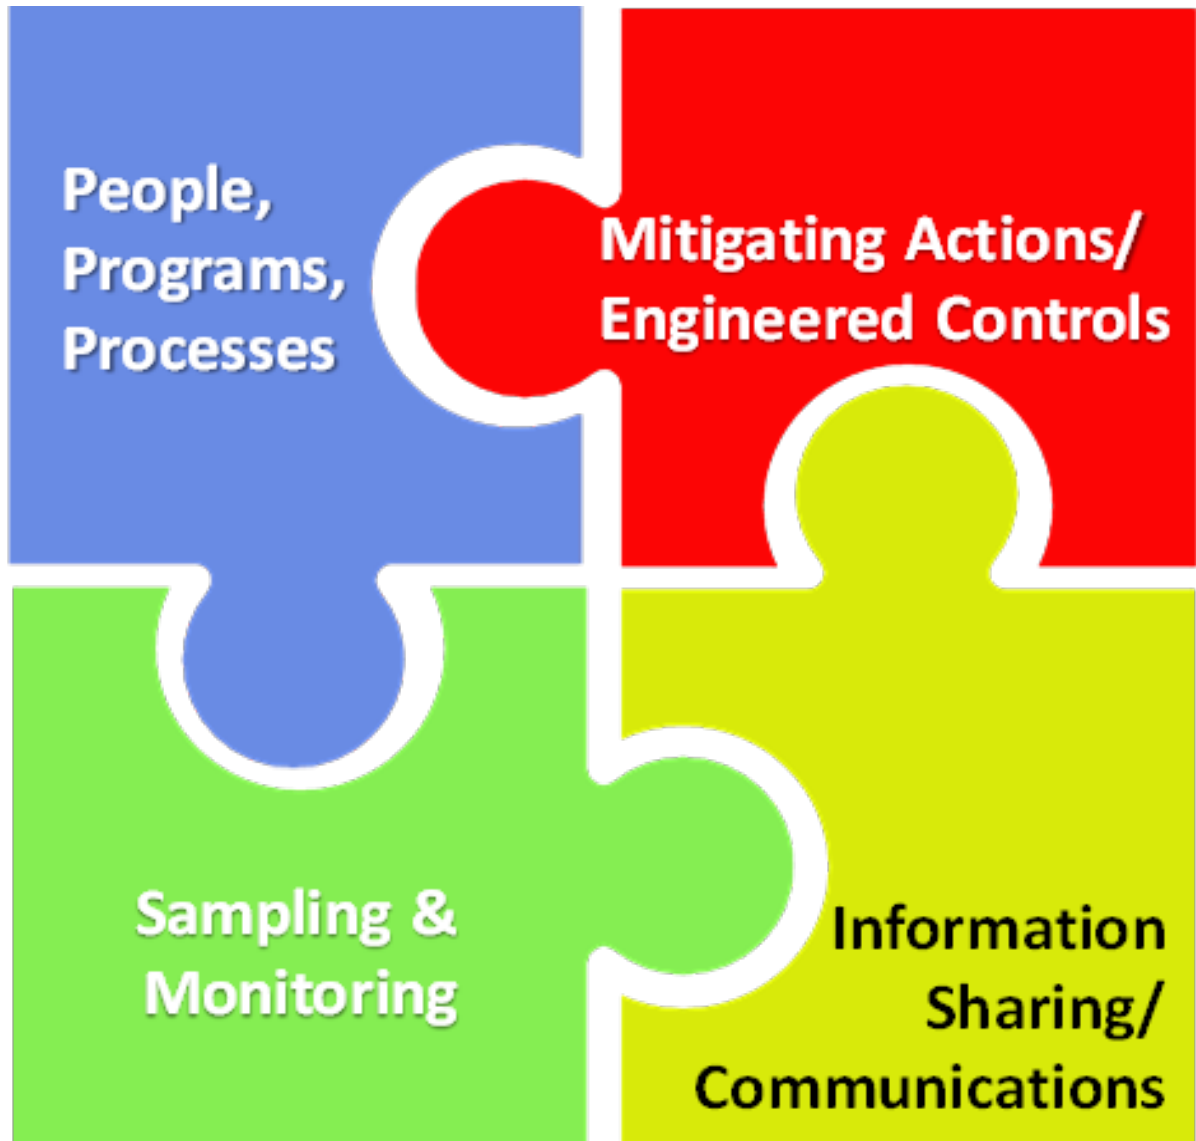 People,
Programs,
Processes
Mitigating Actions/
Engineered Controls
Sampling &
Monitoring
Information
Sharing/
Communications